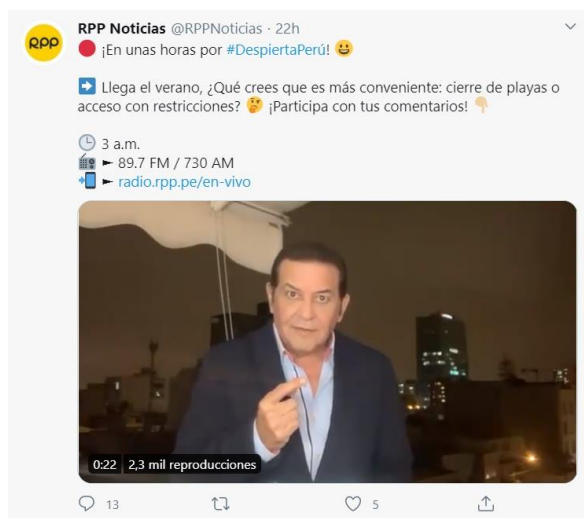 RPP
RPP Noticias @RPPNoticias · 22h
🔴 ¡En unas horas por #DespiertaPerú! 😀
➡️ Llega el verano, ¿Qué crees que es más conveniente: cierre de playas o
acceso con restricciones? 🤔 ¡Participa con tus comentarios! 👇🏼
🕒 3 a.m.
📻 ► 89.7 FM / 730 AM
📲 ► radio.rpp.pe/en-vivo
0:22 2,3 mil reproducciones
13 5